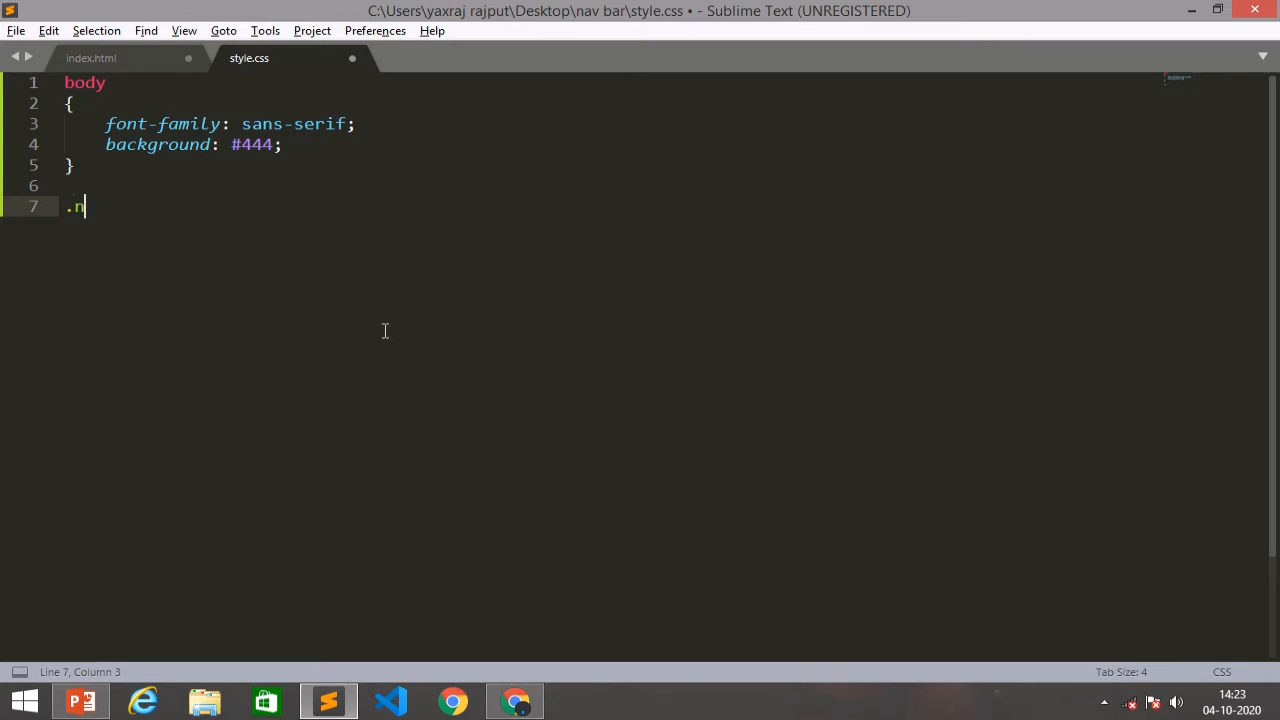 C:\Users\yaxraj rajput\Desktop\nav bar\style.css • - Sublime Text (UNREGISTERED)
File Edit Selection Find View Goto Tools Project Preferences Help
index.html style.css
1 body
2 {
3 font-family: sans-serif;
4 background: #444;
5 }
6
7 .n
Line 7, Column 3 Tab Size: 4 CSS
14:23
04-10-2020